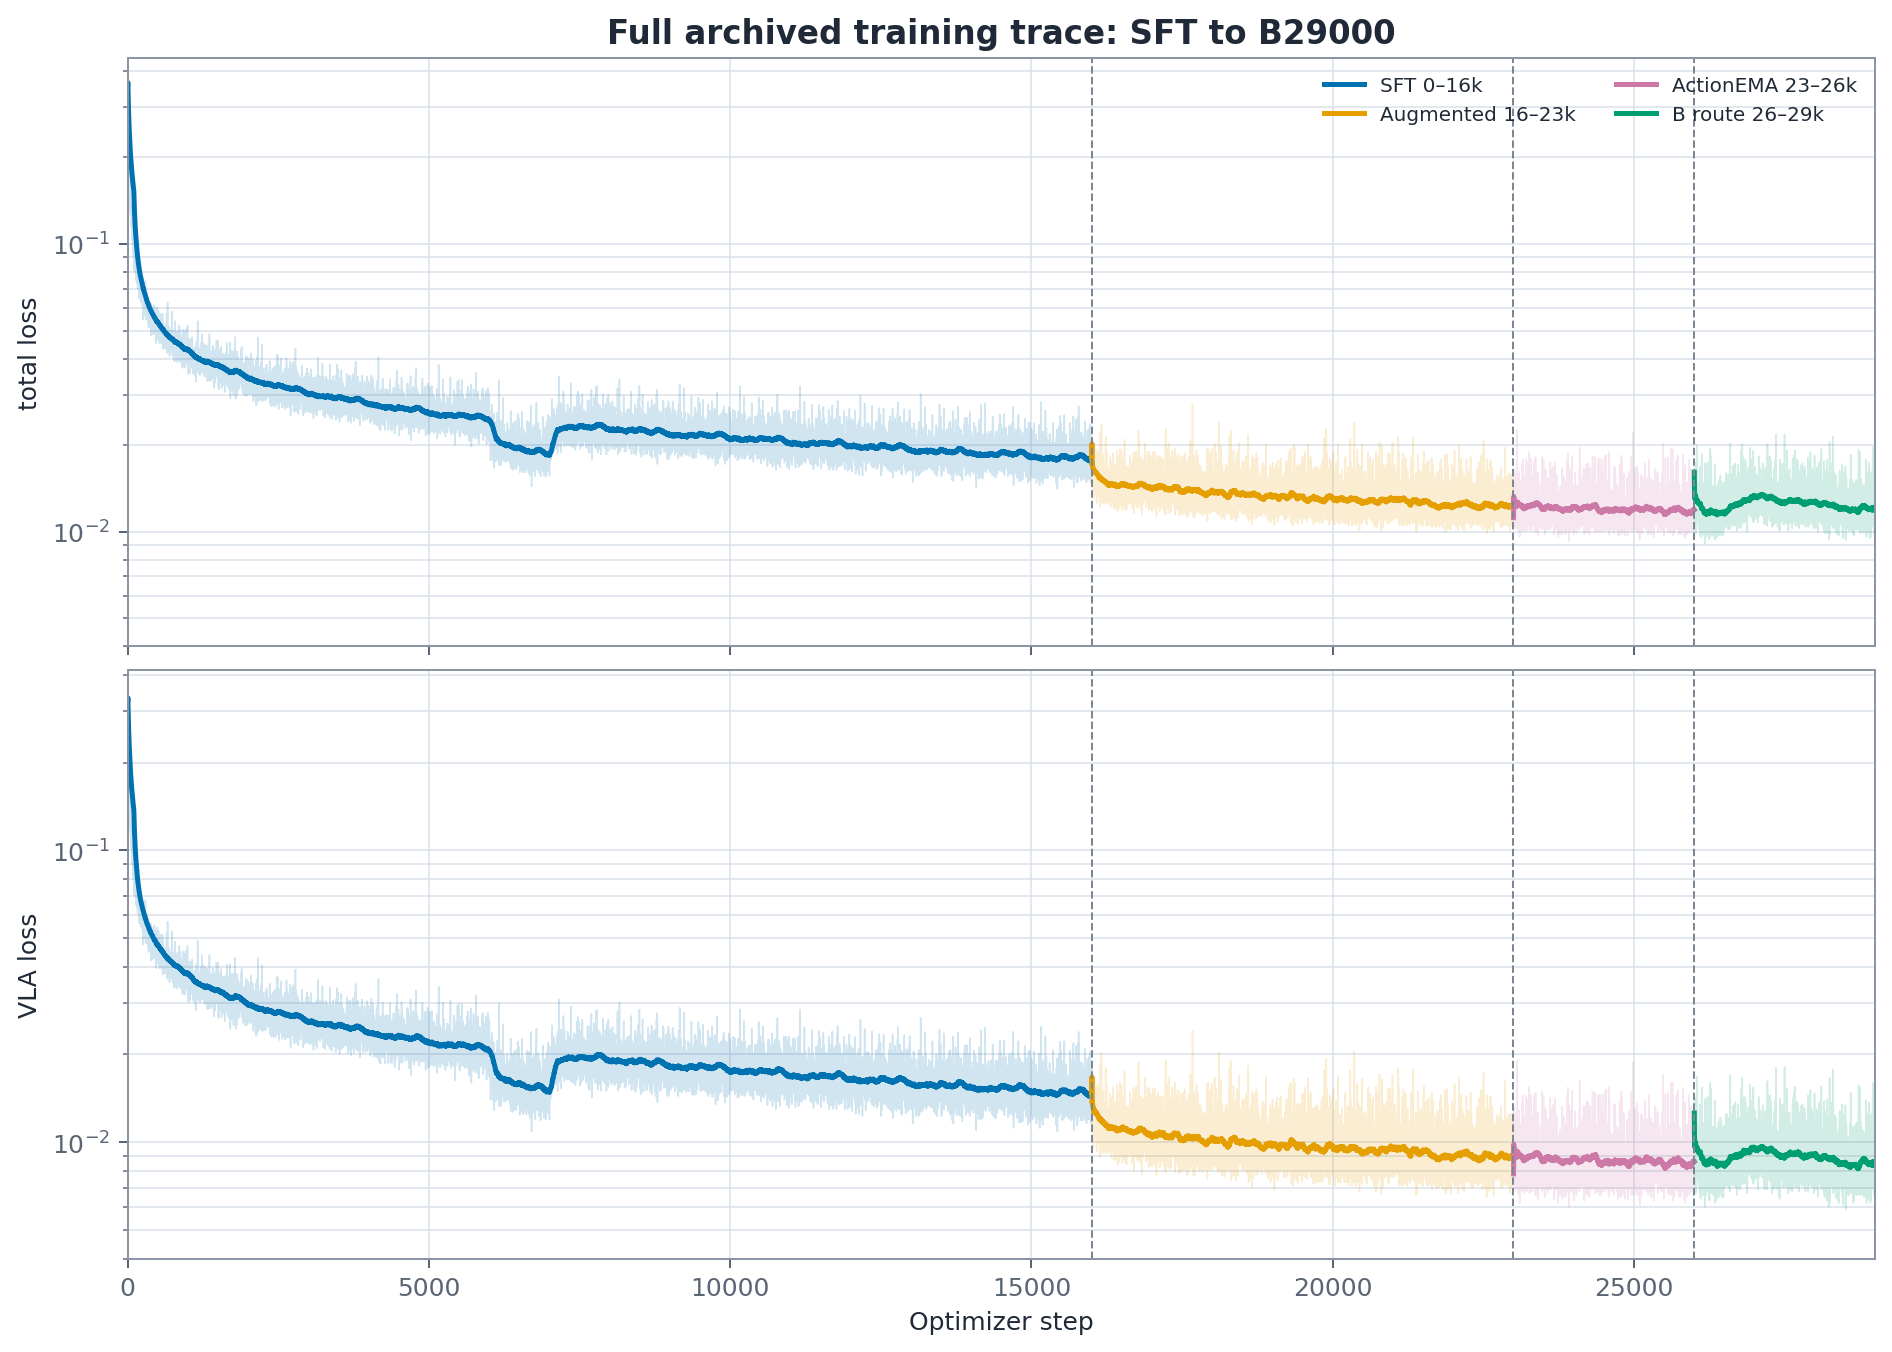 Full archived training trace: SFT to B29000
SFT 0–16k
Augmented 16–23k
ActionEMA 23–26k
B route 26–29k
total loss
10⁻¹
10⁻²
VLA loss
10⁻¹
10⁻²
0 5000 10000 15000 20000 25000
Optimizer step